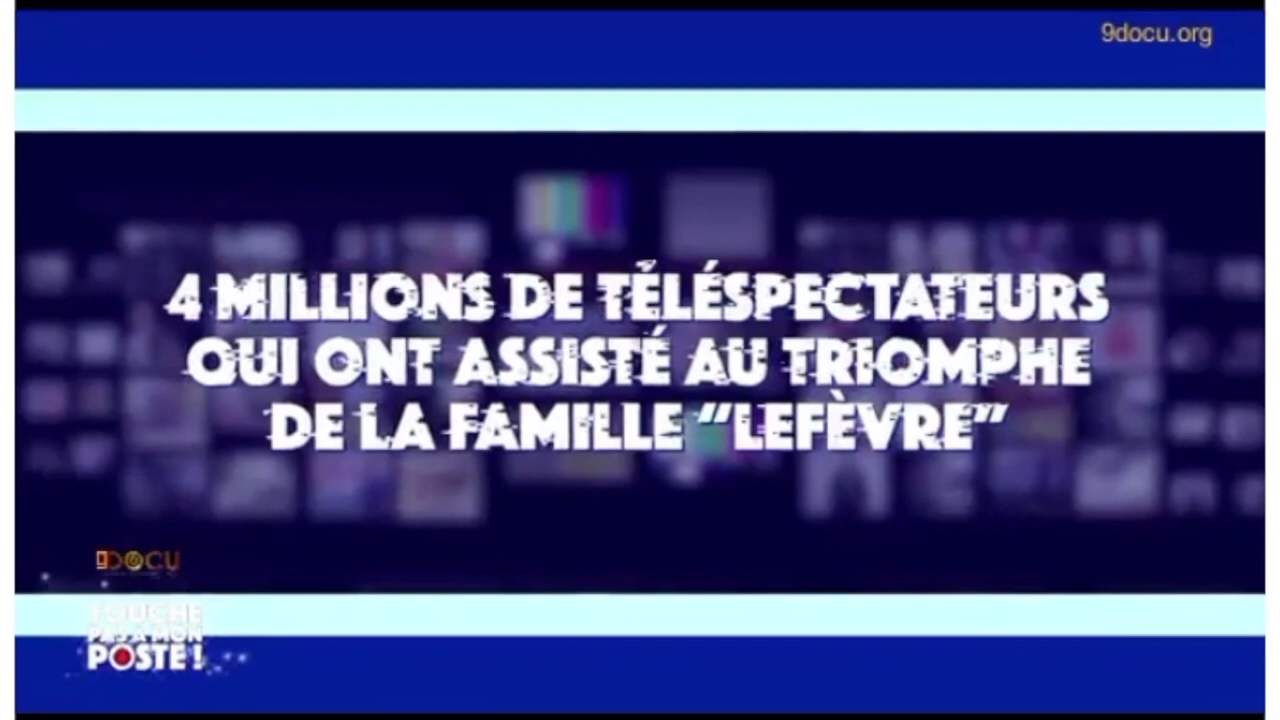 9docu.org
4 MILLIONS DE TÉLÉSPECTATEURS
QUI ONT ASSISTÉ AU TRIOMPHE
DE LA FAMILLE "LEFÈVRE"
9DOCU
TOUCHE
PAS À MON
POSTE !